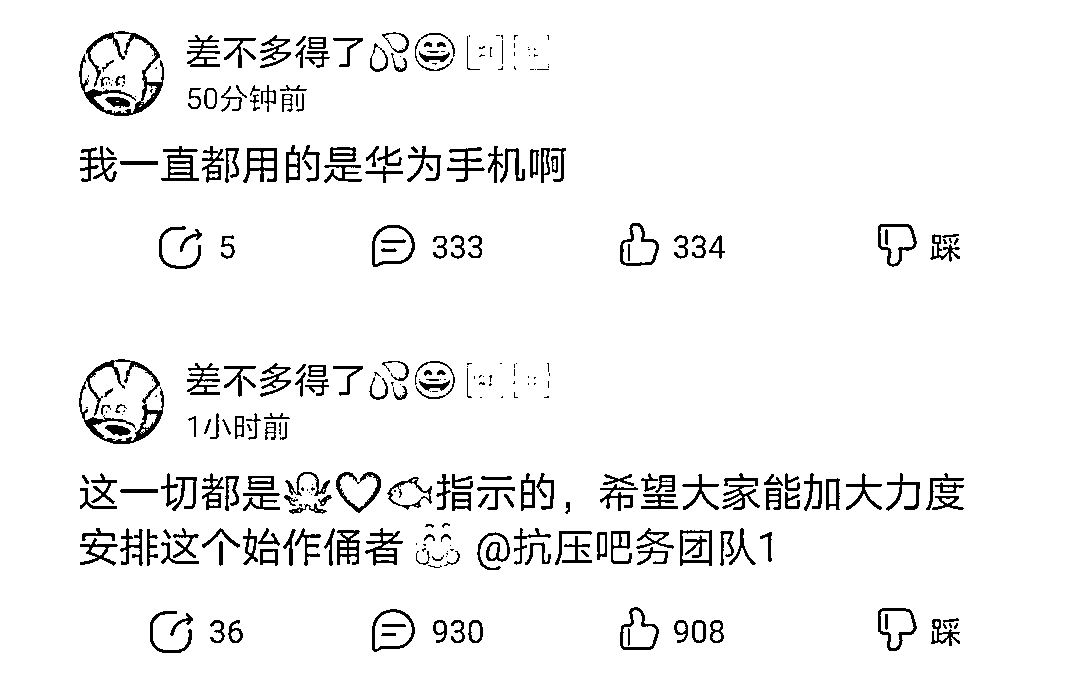 差不多得了💦😄
50分钟前
我一直都用的是华为手机啊
5 333 334 踩
差不多得了💦😄
1小时前
这一切都是🐙❤🐟指示的，希望大家能加大力度
安排这个始作俑者 @抗压吧务团队1
36 930 908 踩